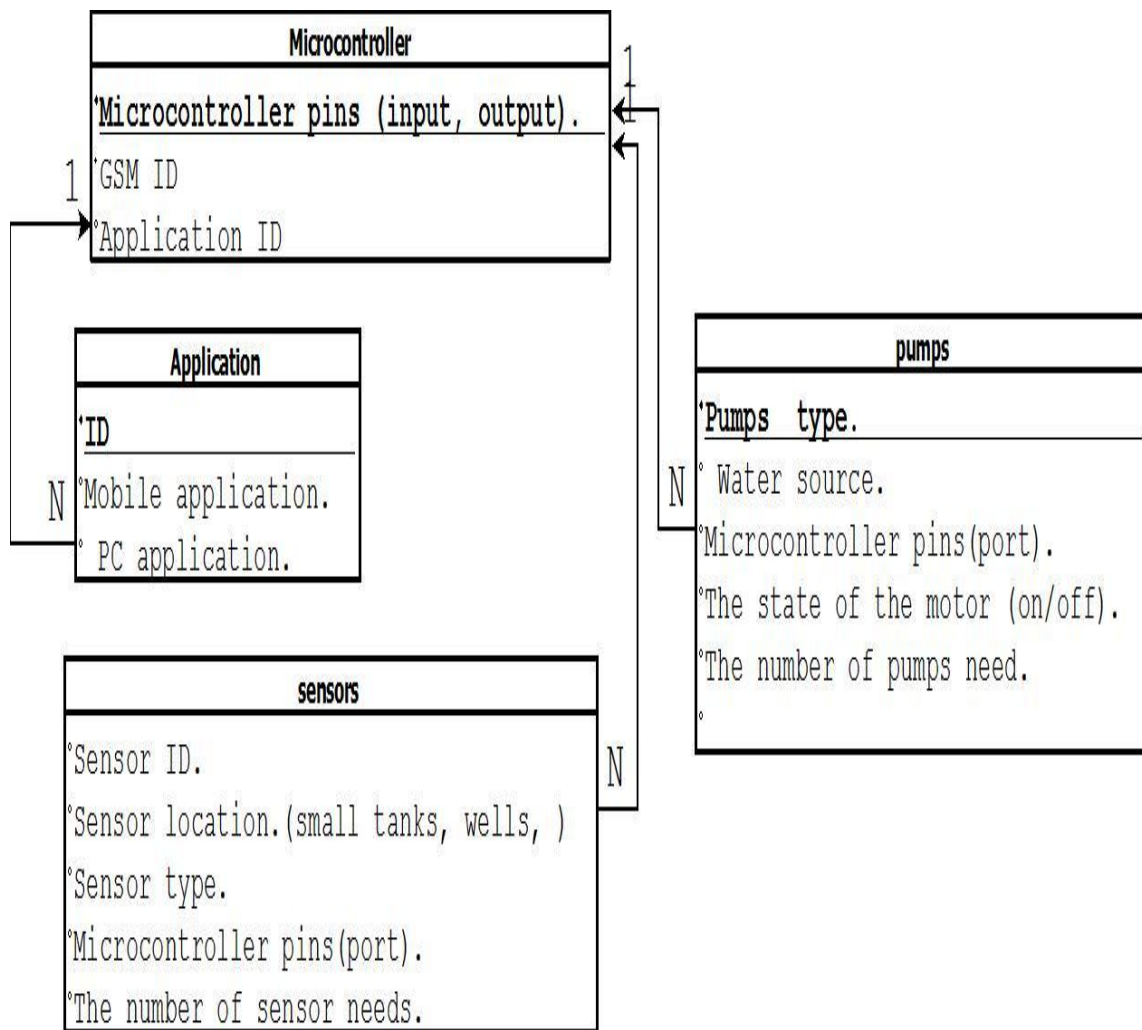 Microcontroller
Microcontroller pins (input, output).
GSM ID
Application ID
1
1
1
Application
ID
Mobile application.
PC application.
N
pumps
Pumps type.
Water source.
Microcontroller pins(port).
The state of the motor (on/off).
The number of pumps need.
N
sensors
Sensor ID.
Sensor location.(small tanks, wells, )
Sensor type.
Microcontroller pins(port).
The number of sensor needs.
N